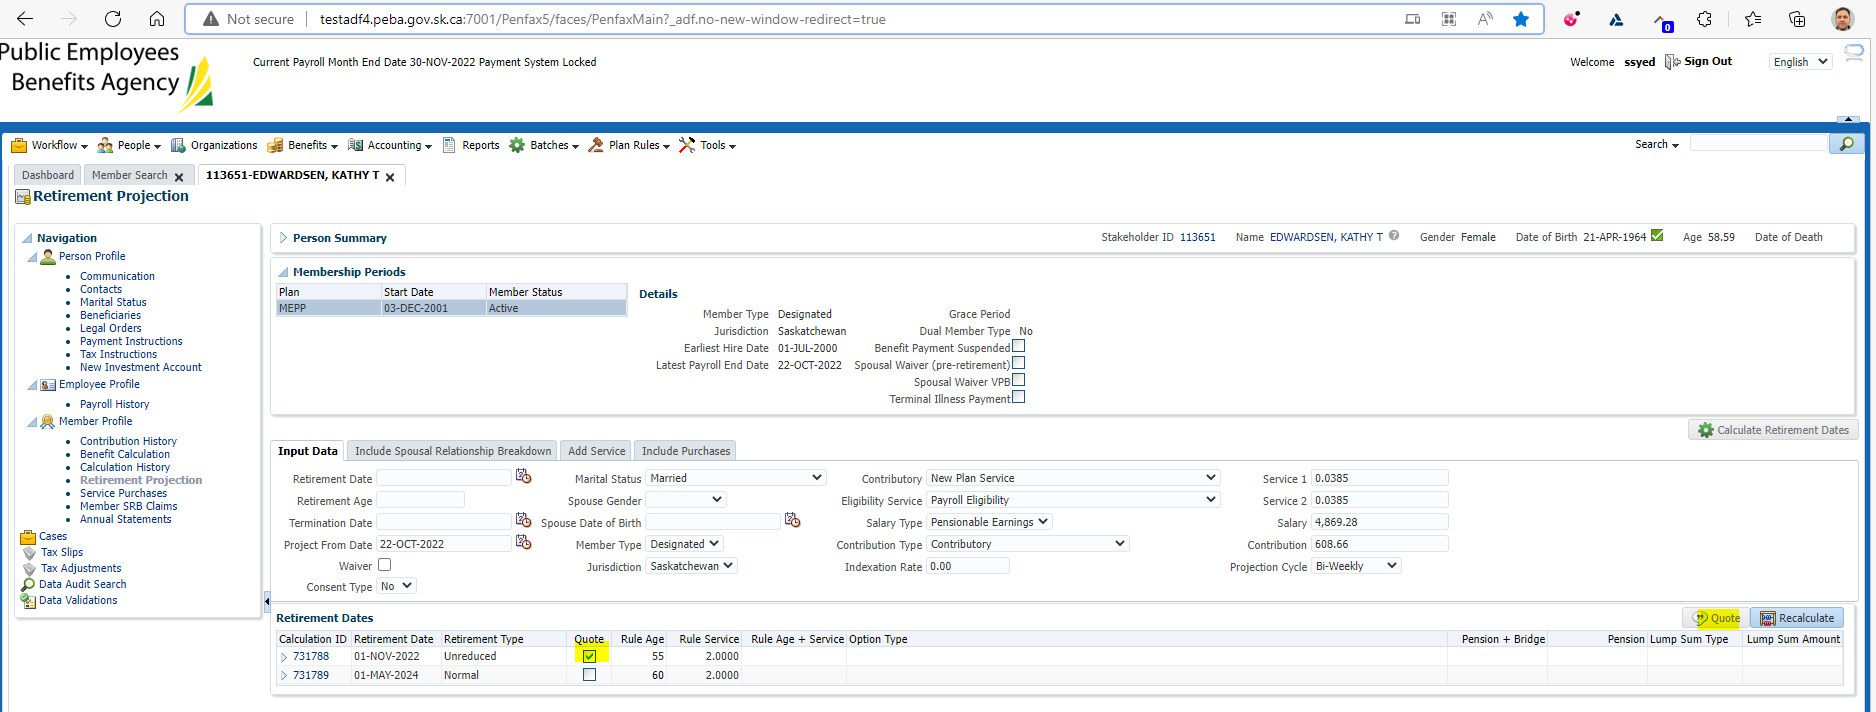 Not secure | testadf4.peba.gov.sk.ca:7001/Penfax5/faces/PenfaxMain?_adf.no-new-window-redirect=true
0
Public Employees
Benefits Agency
Current Payroll Month End Date 30-NOV-2022 Payment System Locked
Welcome ssyed Sign Out English
Workflow People Organizations Benefits Accounting Reports Batches Plan Rules Tools Search
Dashboard Member Search 113651-EDWARDSEN, KATHY T
Retirement Projection
Navigation
Person Profile
Communication
Contacts
Marital Status
Beneficiaries
Legal Orders
Payment Instructions
Tax Instructions
New Investment Account
Employee Profile
Payroll History
Member Profile
Contribution History
Benefit Calculation
Calculation History
Retirement Projection
Service Purchases
Member SRB Claims
Annual Statements
Cases
Tax Slips
Tax Adjustments
Data Audit Search
Data Validations
Person Summary Stakeholder ID 113651 Name EDWARDSEN, KATHY T Gender Female Date of Birth 21-APR-1964 Age 58.59 Date of Death
Membership Periods
Plan Start Date Member Status
MEPP 03-DEC-2001 Active
Details
Member Type Designated Grace Period
Jurisdiction Saskatchewan Dual Member Type No
Earliest Hire Date 01-JUL-2000 Benefit Payment Suspended
Latest Payroll End Date 22-OCT-2022 Spousal Waiver (pre-retirement)
Spousal Waiver VPB
Terminal Illness Payment
Calculate Retirement Dates
Input Data Include Spousal Relationship Breakdown Add Service Include Purchases
Retirement Date Marital Status Married Contributory New Plan Service Service 1 0.0385
Retirement Age Spouse Gender Eligibility Service Payroll Eligibility Service 2 0.0385
Termination Date Spouse Date of Birth Salary Type Pensionable Earnings Salary 4,869.28
Project From Date 22-OCT-2022 Member Type Designated Contribution Type Contributory Contribution 608.66
Waiver Jurisdiction Saskatchewan Indexation Rate 0.00 Projection Cycle Bi-Weekly
Consent Type No
Retirement Dates Quote Recalculate
Calculation ID Retirement Date Retirement Type Quote Rule Age Rule Service Rule Age + Service Option Type Pension + Bridge Pension Lump Sum Type Lump Sum Amount
731788 01-NOV-2022 Unreduced 55 2.0000
731789 01-MAY-2024 Normal 60 2.0000